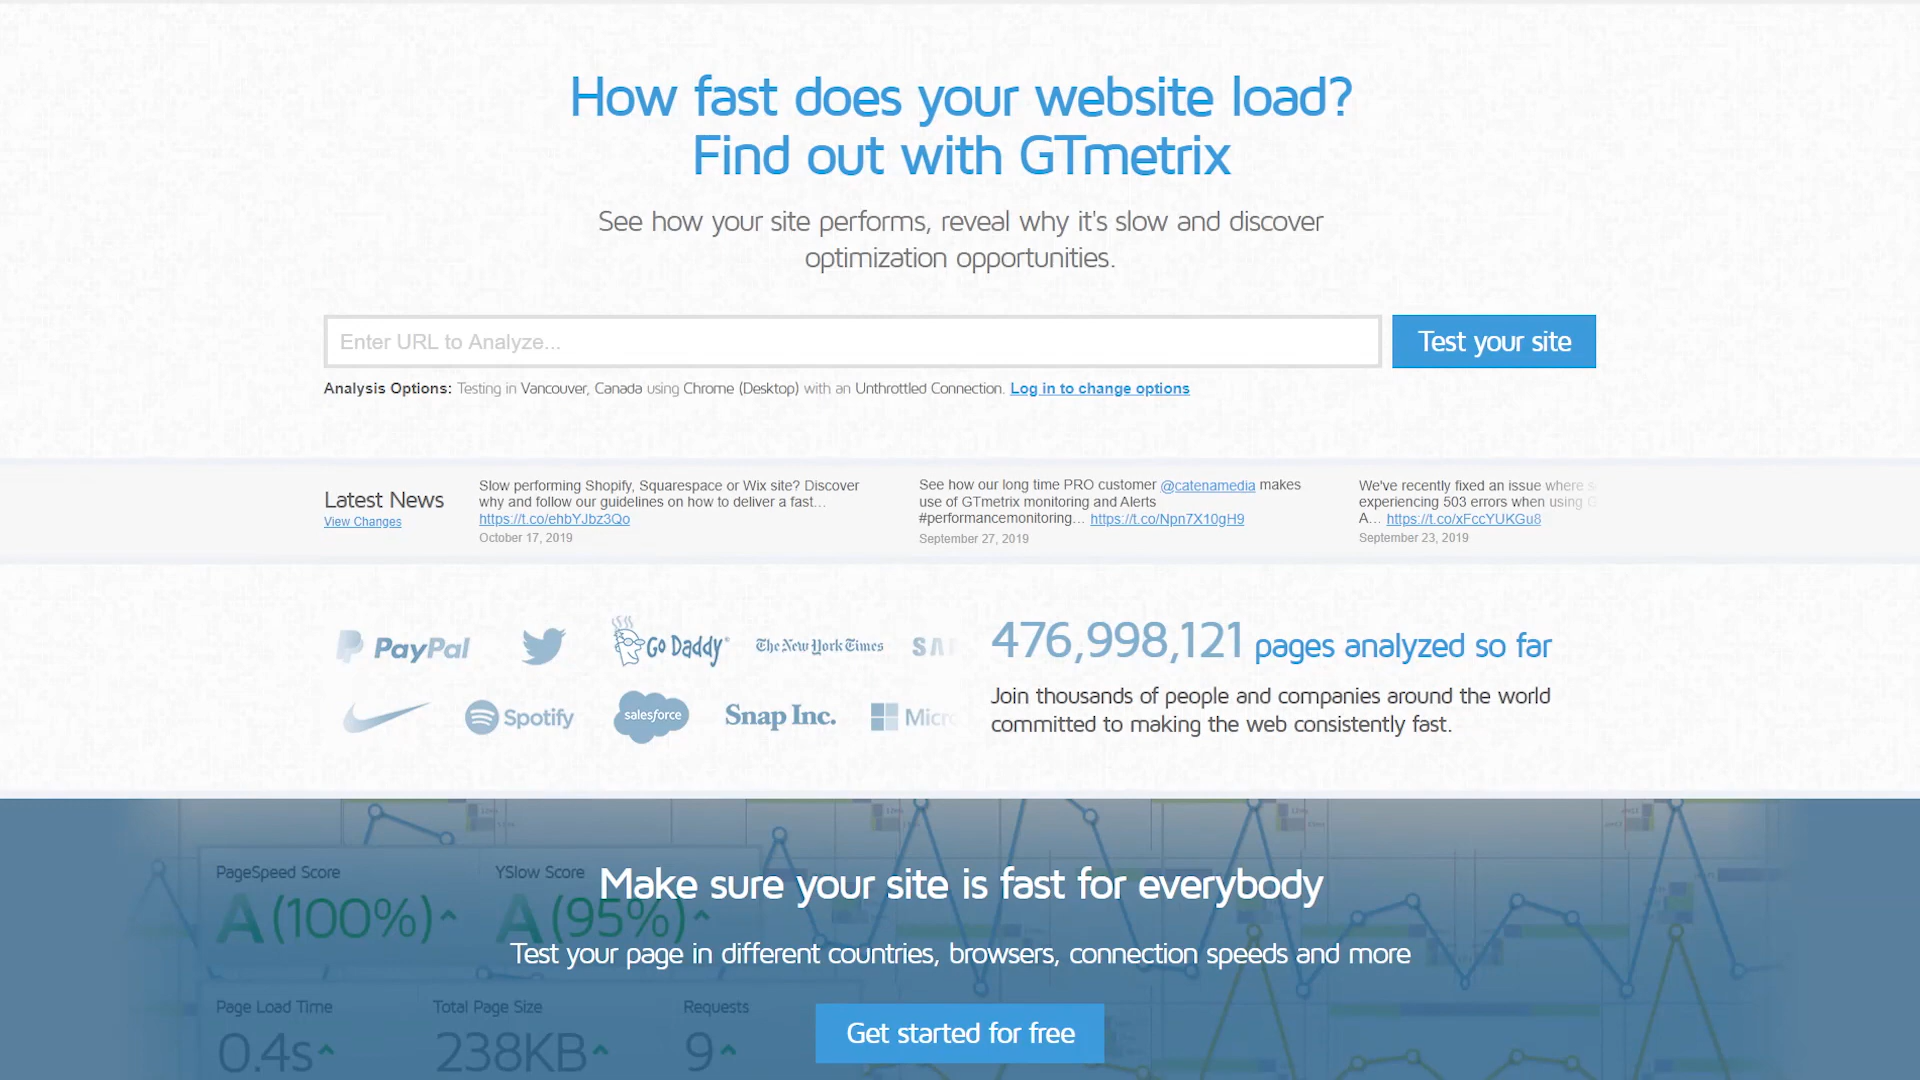 How fast does your website load?
Find out with GTmetrix
See how your site performs, reveal why it's slow and discover
optimization opportunities.
Enter URL to Analyze...
Test your site
Analysis Options: Testing in Vancouver, Canada using Chrome (Desktop) with an Unthrottled Connection. Log in to change options
Latest News
View Changes
Slow performing Shopify, Squarespace or Wix site? Discover
why and follow our guidelines on how to deliver a fast...
https://t.co/ehbYJbz3Qo
October 17, 2019
See how our long time PRO customer @catenamedia makes
use of GTmetrix monitoring and Alerts
#performancemonitoring... https://t.co/Npn7X10gH9
September 27, 2019
We've recently fixed an issue where
experiencing 503 errors when using
A... https://t.co/xFccYUKGu8
September 23, 2019
PayPal
Go Daddy
The New York Times
Spotify
salesforce
Snap Inc.
476,998,121 pages analyzed so far
Join thousands of people and companies around the world
committed to making the web consistently fast.
PageSpeed Score
A (100%)
YSlow Score
A (95%)
Make sure your site is fast for everybody
Test your page in different countries, browsers, connection speeds and more
Page Load Time
0.4s
Total Page Size
238KB
Requests
9
Get started for free